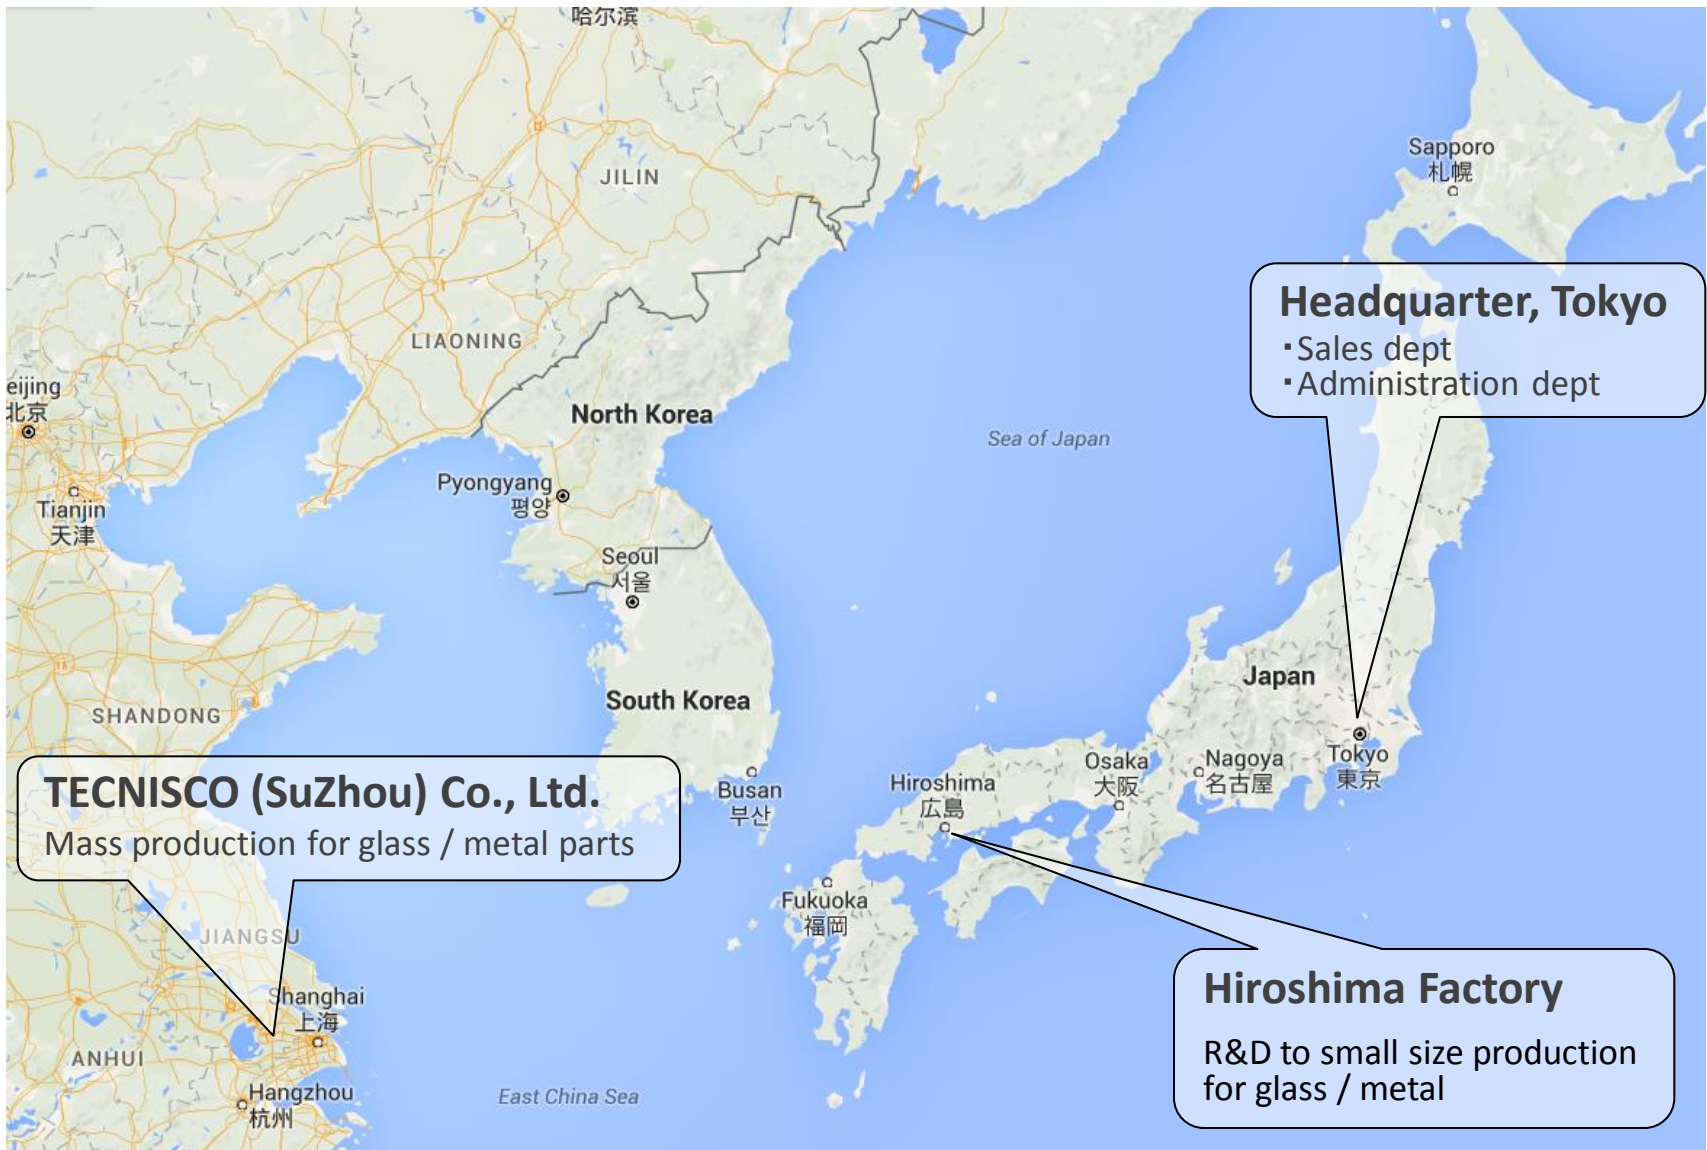 哈尔滨
JILIN
Sapporo
札幌
Headquarter, Tokyo
・Sales dept
・Administration dept
LIAONING
eijing
北京
North Korea
Sea of Japan
Pyongyang
평양
Tianjin
天津
Seoul
서울
SHANDONG
South Korea
Japan
Tokyo
東京
Nagoya
名古屋
Osaka
大阪
Hiroshima
広島
Busan
부산
TECNISCO (SuZhou) Co., Ltd.
Mass production for glass / metal parts
Fukuoka
福岡
JIANGSU
Shanghai
上海
Hiroshima Factory
R&D to small size production
for glass / metal
ANHUI
Hangzhou
杭州
East China Sea